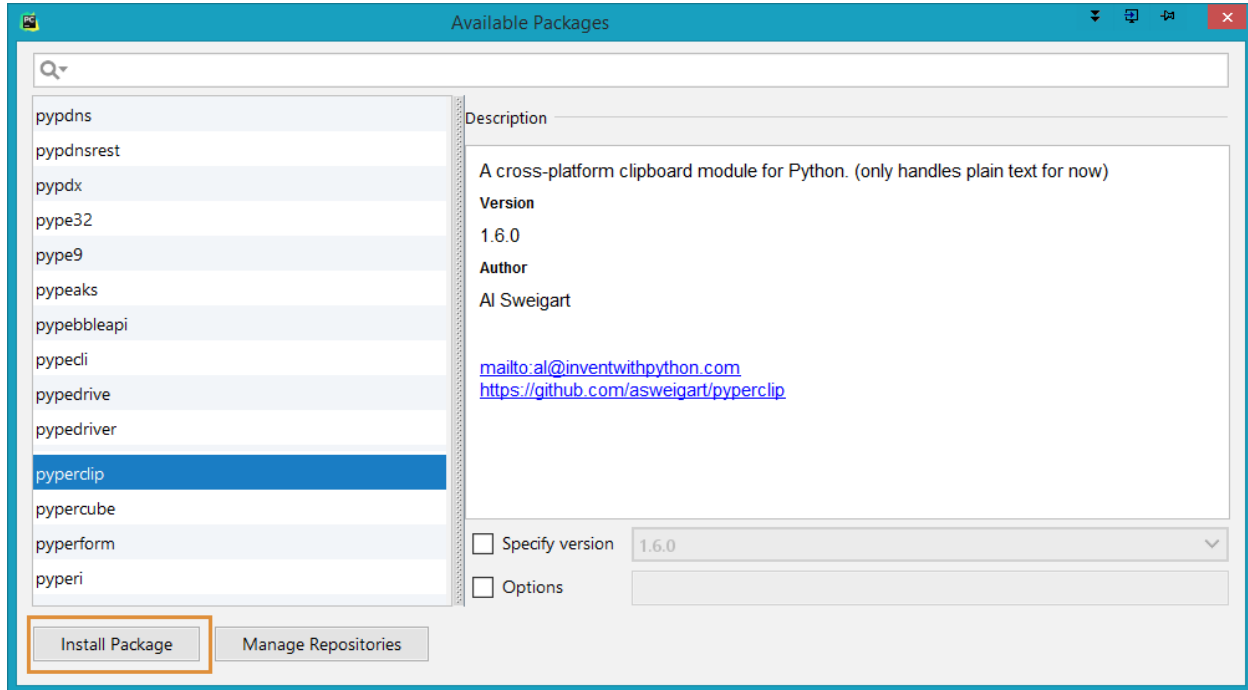 PC
Available Packages
pypdns
pypdnsrest
pypdx
pype32
pype9
pypeaks
pypebbleapi
pypecli
pypedrive
pypedriver
pyperclip
pypercube
pyperform
pyperi
Description
A cross-platform clipboard module for Python. (only handles plain text for now)
Version
1.6.0
Author
Al Sweigart
mailto:al@inventwithpython.com
https://github.com/asweigart/pyperclip
Specify version
1.6.0
Options
Install Package
Manage Repositories